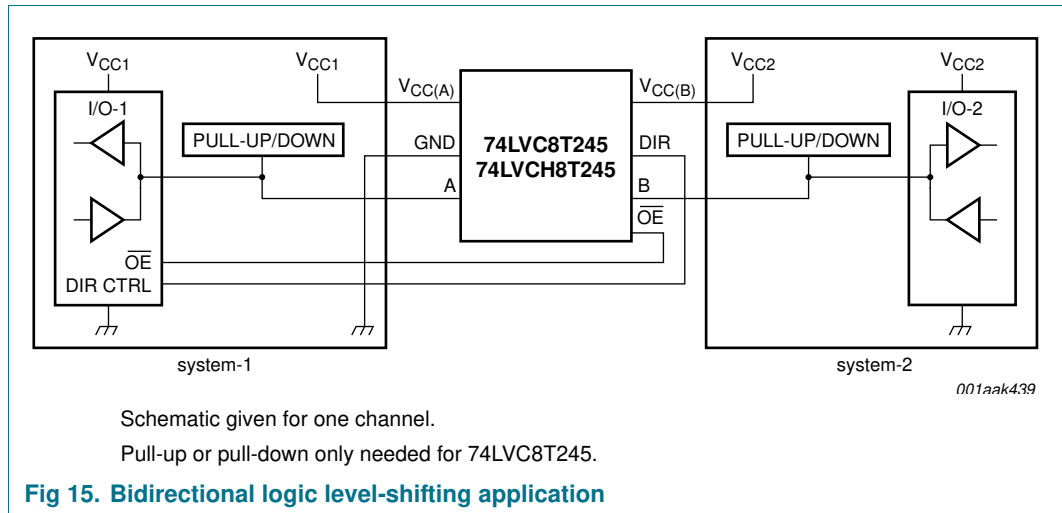 VCC1
VCC1
VCC(A)
VCC(B)
VCC2
VCC2
I/O-1
I/O-2
PULL-UP/DOWN
GND
74LVC8T245
74LVCH8T245
DIR
PULL-UP/DOWN
A
B
OE
OE
DIR CTRL
system-1
system-2
001aak439
Schematic given for one channel.
Pull-up or pull-down only needed for 74LVC8T245.
Fig 15. Bidirectional logic level-shifting application